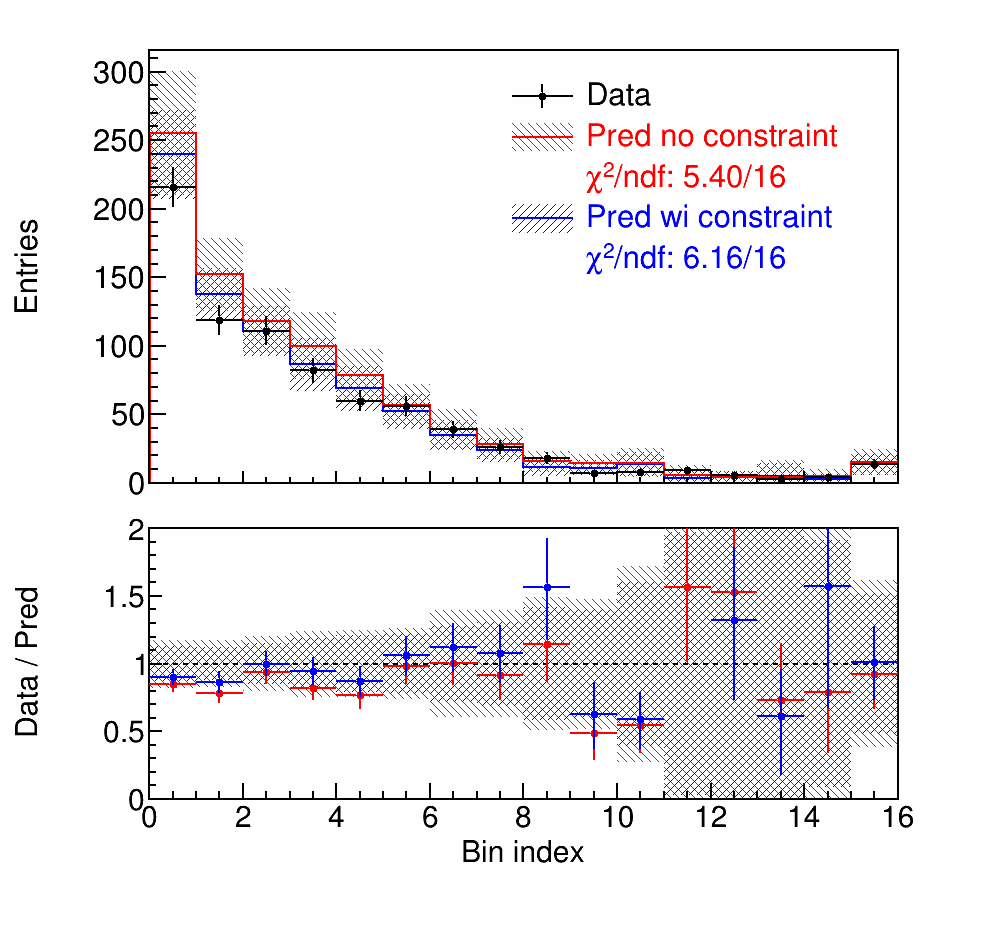 300
250
200
150
100
50
0
Entries
Data
Pred no constraint
χ²/ndf: 5.40/16
Pred wi constraint
χ²/ndf: 6.16/16
2
1.5
1
0.5
0
Data / Pred
0 2 4 6 8 10 12 14 16
Bin index